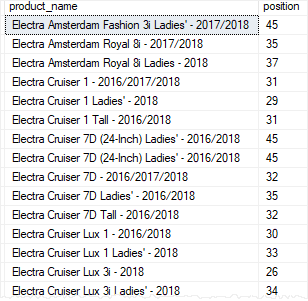 product_name position
Electra Amsterdam Fashion 3i Ladies' - 2017/2018 45
Electra Amsterdam Royal 8i - 2017/2018 35
Electra Amsterdam Royal 8i Ladies - 2018 37
Electra Cruiser 1 - 2016/2017/2018 31
Electra Cruiser 1 Ladies' - 2018 29
Electra Cruiser 1 Tall - 2016/2018 31
Electra Cruiser 7D (24-Inch) Ladies' - 2016/2018 45
Electra Cruiser 7D (24-Inch) Ladies' - 2016/2018 45
Electra Cruiser 7D - 2016/2017/2018 32
Electra Cruiser 7D Ladies' - 2016/2018 35
Electra Cruiser 7D Tall - 2016/2018 32
Electra Cruiser Lux 1 - 2016/2018 30
Electra Cruiser Lux 1 Ladies' - 2018 33
Electra Cruiser Lux 3i - 2018 26
Electra Cruiser Lux 3i Ladies' - 2018 34